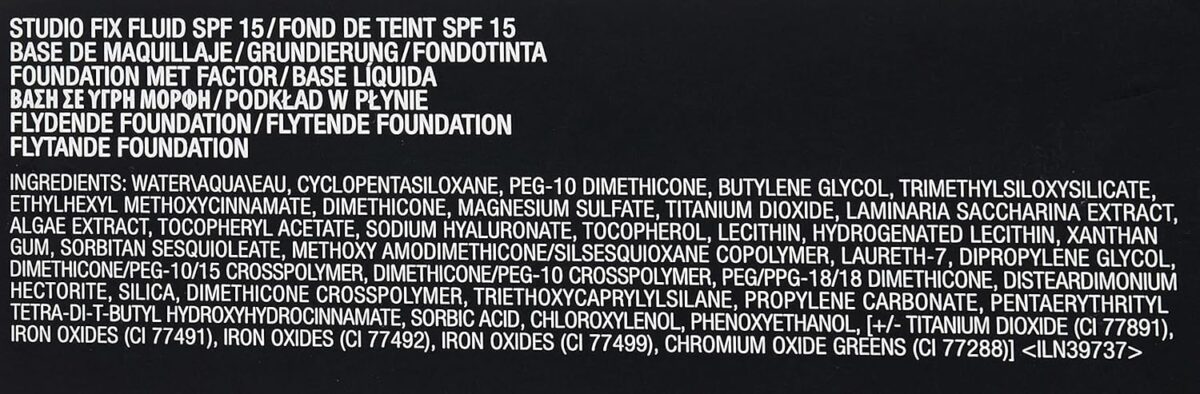 STUDIO FIX FLUID SPF 15/FOND DE TEINT SPF 15
BASE DE MAQUILLAJE/GRUNDIERUNG/FONDOTINTA
FOUNDATION MET FACTOR/BASE LÍQUIDA
ΒΑΣΗ ΣΕ ΥΓΡΗ ΜΟΡΦΗ/PODKŁAD W PŁYNIE
FLYDENDE FOUNDATION/FLYTENDE FOUNDATION
FLYTANDE FOUNDATION
INGREDIENTS: WATER\AQUA\EAU, CYCLOPENTASILOXANE, PEG-10 DIMETHICONE, BUTYLENE GLYCOL, TRIMETHYLSILOXYSILICATE,
ETHYLHEXYL METHOXYCINNAMATE, DIMETHICONE, MAGNESIUM SULFATE, TITANIUM DIOXIDE, LAMINARIA SACCHARINA EXTRACT,
ALGAE EXTRACT, TOCOPHERYL ACETATE, SODIUM HYALURONATE, TOCOPHEROL, LECITHIN, HYDROGENATED LECITHIN, XANTHAN
GUM, SORBITAN SESQUIOLEATE, METHOXY AMODIMETHICONE/SILSESQUIOXANE COPOLYMER, LAURETH-7, DIPROPYLENE GLYCOL,
DIMETHICONE/PEG-10/15 CROSSPOLYMER, DIMETHICONE/PEG-10 CROSSPOLYMER, PEG/PPG-18/18 DIMETHICONE, DISTEARDIMONIUM
HECTORITE, SILICA, DIMETHICONE CROSSPOLYMER, TRIETHOXYCAPRYLYLSILANE, PROPYLENE CARBONATE, PENTAERYTHRITYL
TETRA-DI-T-BUTYL HYDROXYHYDROCINNAMATE, SORBIC ACID, CHLOROXYLENOL, PHENOXYETHANOL, [+/- TITANIUM DIOXIDE (CI 77891),
IRON OXIDES (CI 77491), IRON OXIDES (CI 77492), IRON OXIDES (CI 77499), CHROMIUM OXIDE GREENS (CI 77288)] <ILN39737>